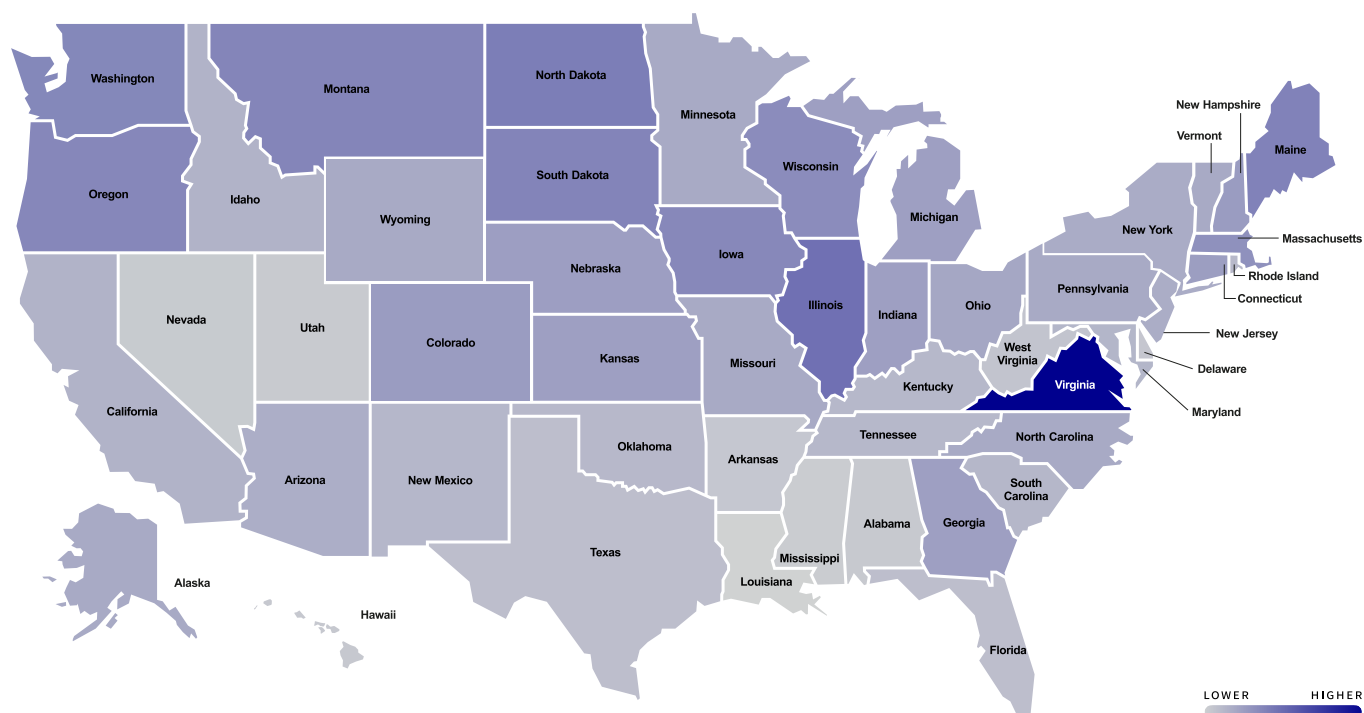 New Hampshire
Vermont
Washington
North Dakota
Montana
Minnesota
Maine
Wisconsin
South Dakota
Oregon
Idaho
Wyoming
Michigan
New York
Massachusetts
Iowa
Nebraska
Rhode Island
Pennsylvania
Connecticut
Illinois
Ohio
Indiana
Nevada
Utah
New Jersey
Colorado
West
Virginia
Kansas
Missouri
Delaware
Kentucky
Virginia
California
Maryland
Tennessee
North Carolina
Oklahoma
Arkansas
Arizona
New Mexico
South
Carolina
Georgia
Alabama
Texas
Mississippi
Louisiana
Alaska
Hawaii
Florida
LOWER HIGHER